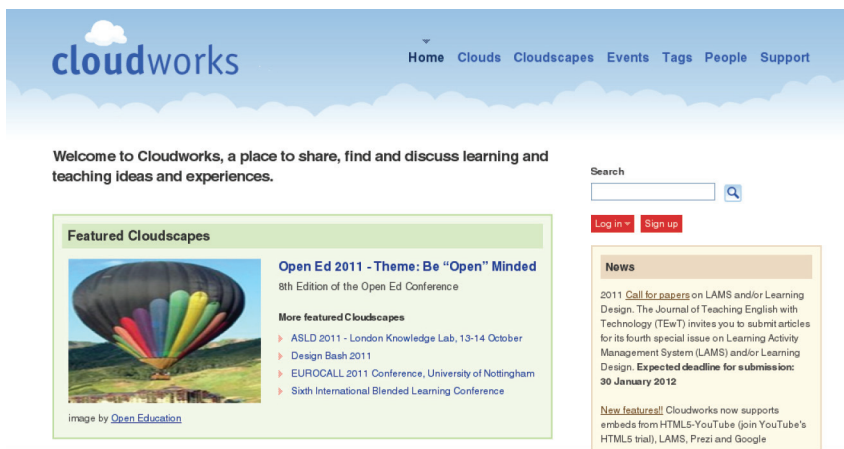 cloudworks
Home Clouds Cloudscapes Events Tags People Support
Welcome to Cloudworks, a place to share, find and discuss learning and
teaching ideas and experiences.
Featured Cloudscapes
Open Ed 2011 - Theme: Be “Open” Minded
8th Edition of the Open Ed Conference
More featured Cloudscapes
ASLD 2011 - London Knowledge Lab, 13-14 October
Design Bash 2011
EUROCALL 2011 Conference, University of Nottingham
Sixth International Blended Learning Conference
image by Open Education
Search
Log in Sign up
News
2011 Call for papers on LAMS and/or Learning
Design. The Journal of Teaching English with
Technology (TEwT) invites you to submit articles
for its fourth special issue on Learning Activity
Management System (LAMS) and/or Learning
Design. Expected deadline for submission:
30 January 2012
New features!! Cloudworks now supports
embeds from HTML5-YouTube (join YouTube's
HTML5 trial), LAMS, Prezi and Google